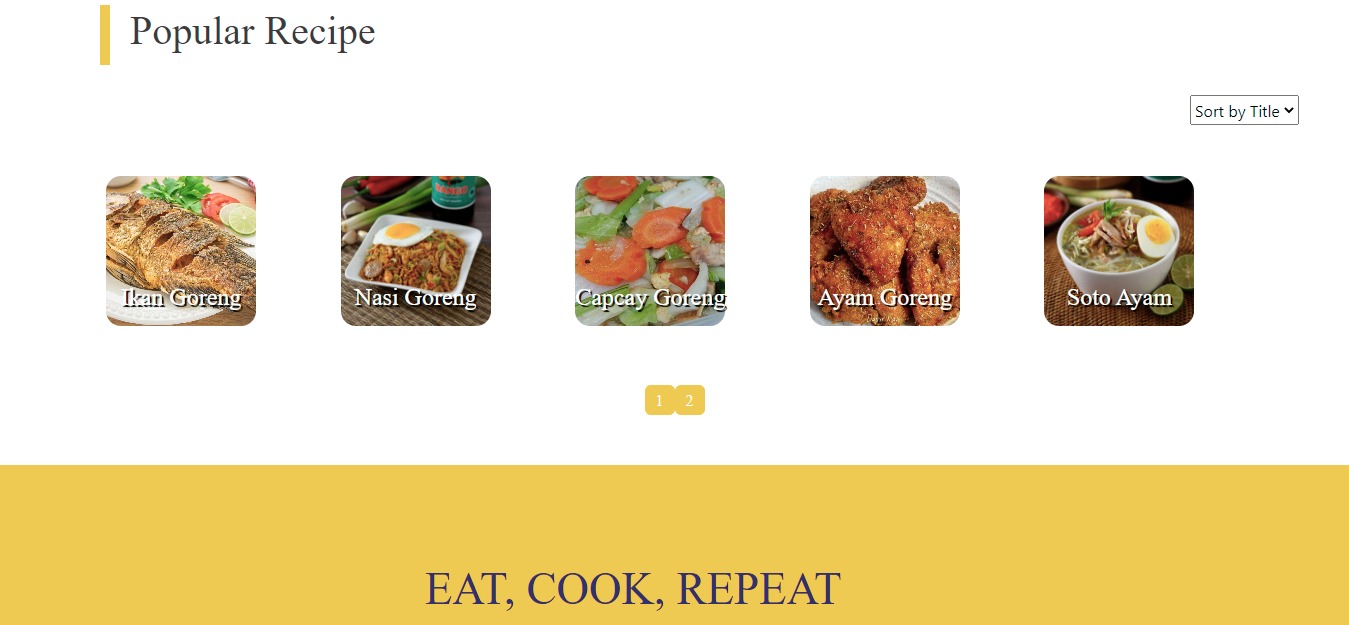 Popular Recipe
Sort by Title
Ikan Goreng
Nasi Goreng
Capcay Goreng
Ayam Goreng
Soto Ayam
1 2
EAT, COOK, REPEAT